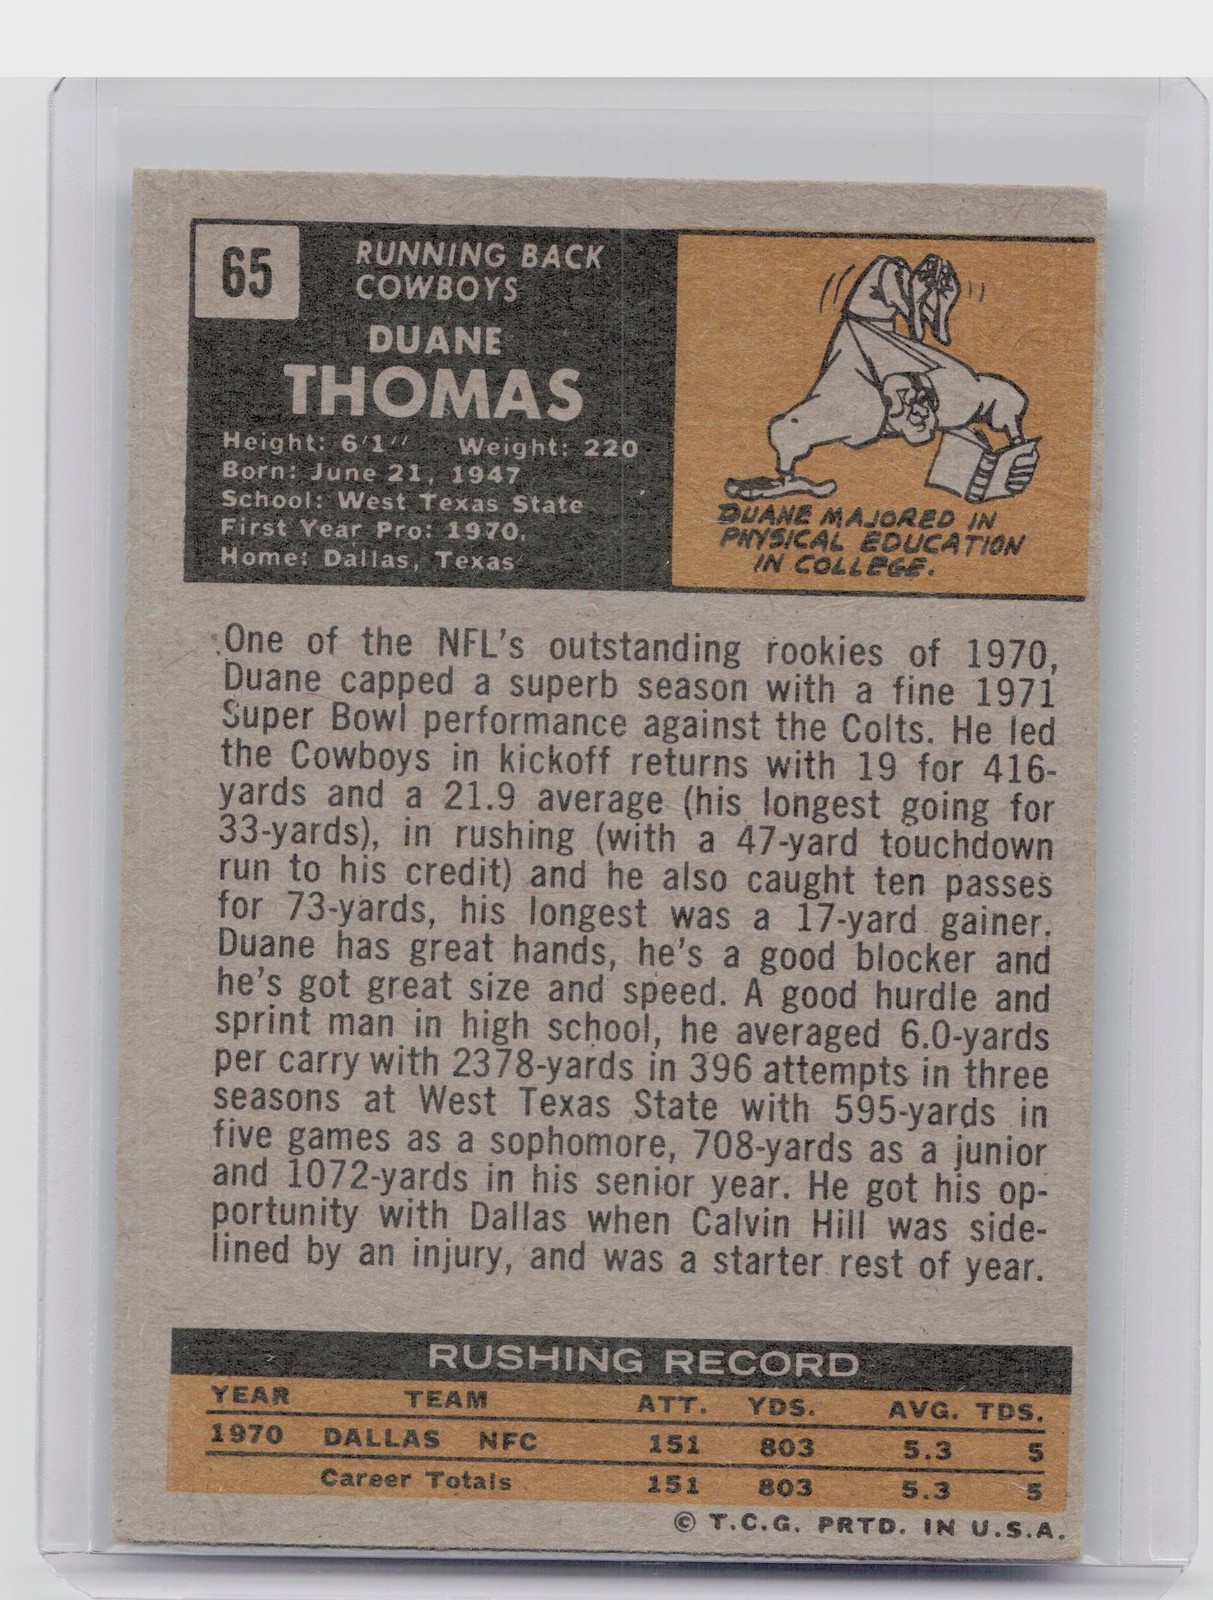 65
RUNNING BACK
COWBOYS
DUANE
THOMAS
Height: 6'1'' Weight: 220
Born: June 21, 1947
School: West Texas State
First Year Pro: 1970.
Home: Dallas, Texas
DUANE MAJORED IN
PHYSICAL EDUCATION
IN COLLEGE.
One of the NFL's outstanding rookies of 1970,
Duane capped a superb season with a fine 1971
Super Bowl performance against the Colts. He led
the Cowboys in kickoff returns with 19 for 416-
yards and a 21.9 average (his longest going for
33-yards), in rushing (with a 47-yard touchdown
run to his credit) and he also caught ten passes
for 73-yards, his longest was a 17-yard gainer.
Duane has great hands, he's a good blocker and
he's got great size and speed. A good hurdle and
sprint man in high school, he averaged 6.0-yards
per carry with 2378-yards in 396 attempts in three
seasons at West Texas State with 595-yards in
five games as a sophomore, 708-yards as a junior
and 1072-yards in his senior year. He got his op-
portunity with Dallas when Calvin Hill was side-
lined by an injury, and was a starter rest of year.
RUSHING RECORD
YEAR TEAM ATT. YDS. AVG. TDS.
1970 DALLAS NFC 151 803 5.3 5
Career Totals 151 803 5.3 5
© T.C.G. PRTD. IN U.S.A.